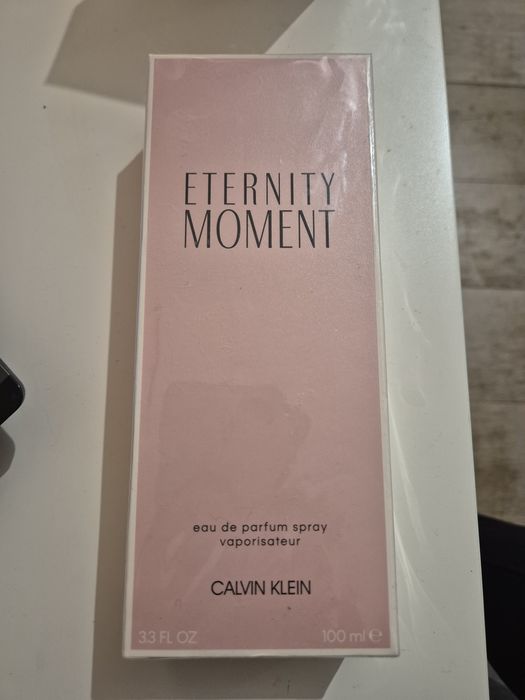 ETERNITY
MOMENT
eau de parfum spray
vaporisateur
CALVIN KLEIN
3.3 FL OZ 100 ml ℮